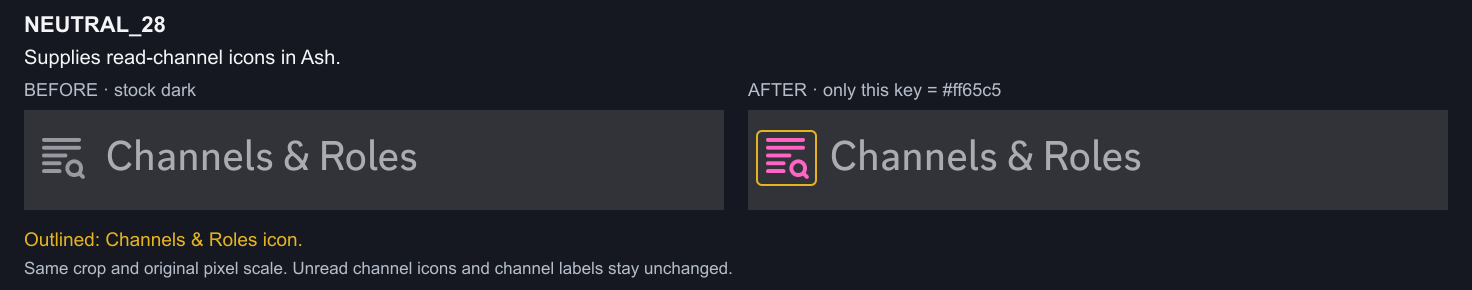 NEUTRAL_28
Supplies read-channel icons in Ash.
BEFORE · stock dark
AFTER · only this key = #ff65c5
Channels & Roles
Channels & Roles
Outlined: Channels & Roles icon.
Same crop and original pixel scale. Unread channel icons and channel labels stay unchanged.